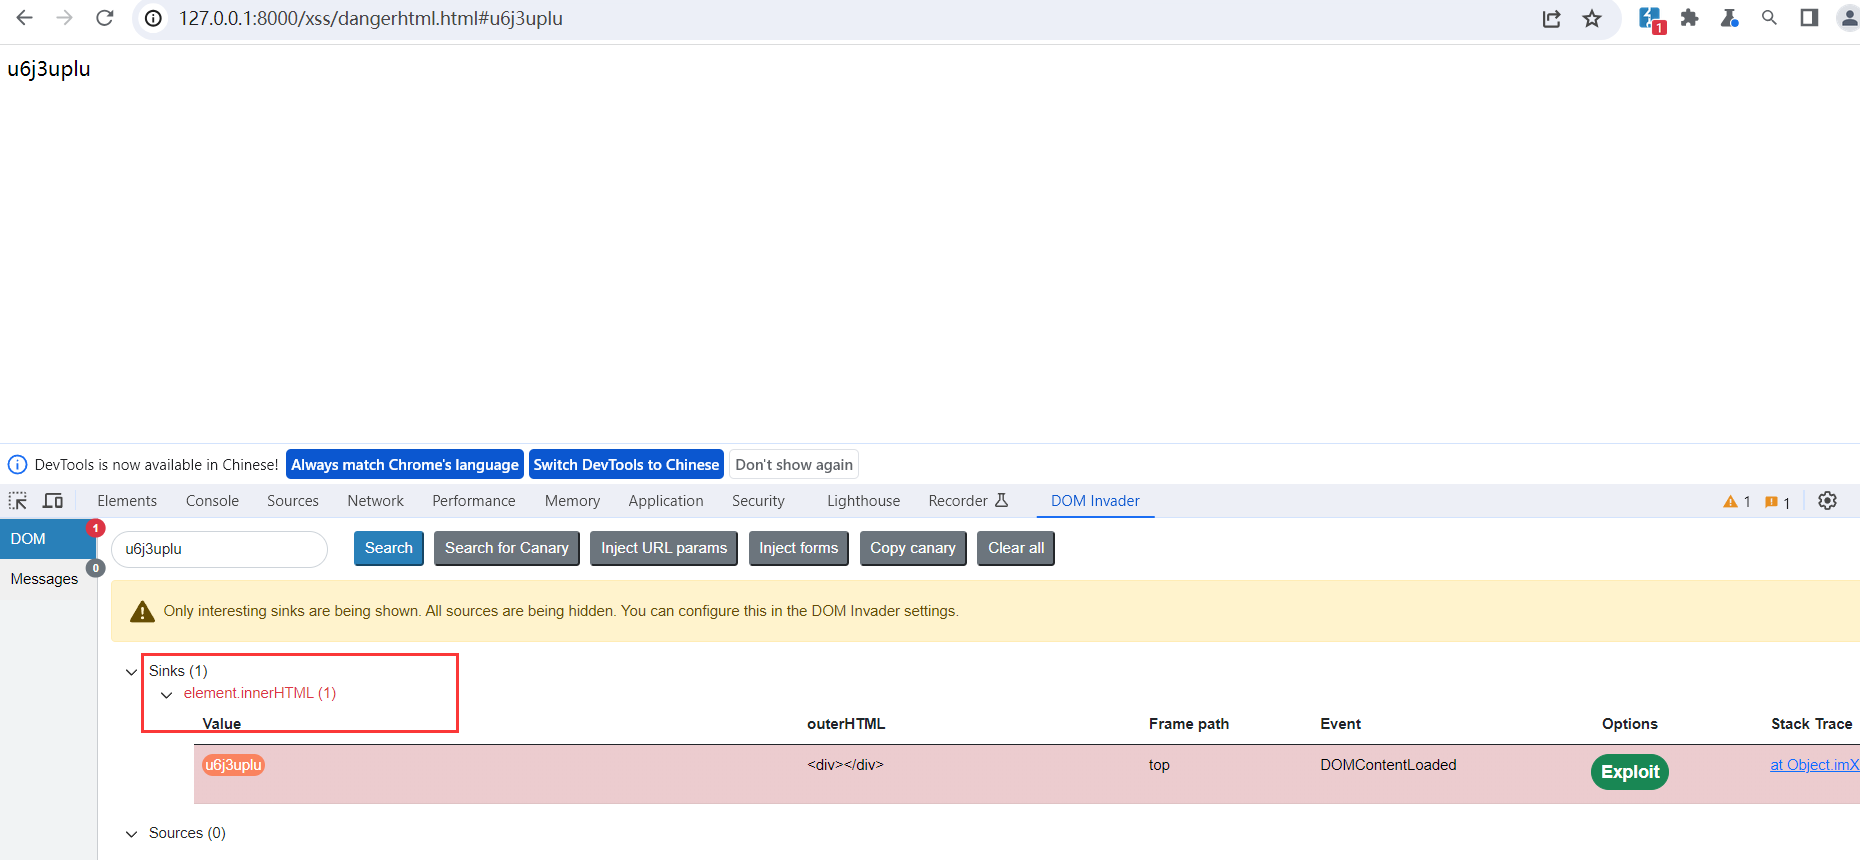 127.0.0.1:8000/xss/dangerhtml.html#u6j3uplu
1
u6j3uplu
DevTools is now available in Chinese! Always match Chrome's language Switch DevTools to Chinese Don't show again
Elements Console Sources Network Performance Memory Application Security Lighthouse Recorder DOM Invader 1 1
DOM 1 u6j3uplu Search Search for Canary Inject URL params Inject forms Copy canary Clear all
Messages 0
Only interesting sinks are being shown. All sources are being hidden. You can configure this in the DOM Invader settings.
Sinks (1)
element.innerHTML (1)
Value outerHTML Frame path Event Options Stack Trace
u6j3uplu <div></div> top DOMContentLoaded Exploit at Object.imX
Sources (0)